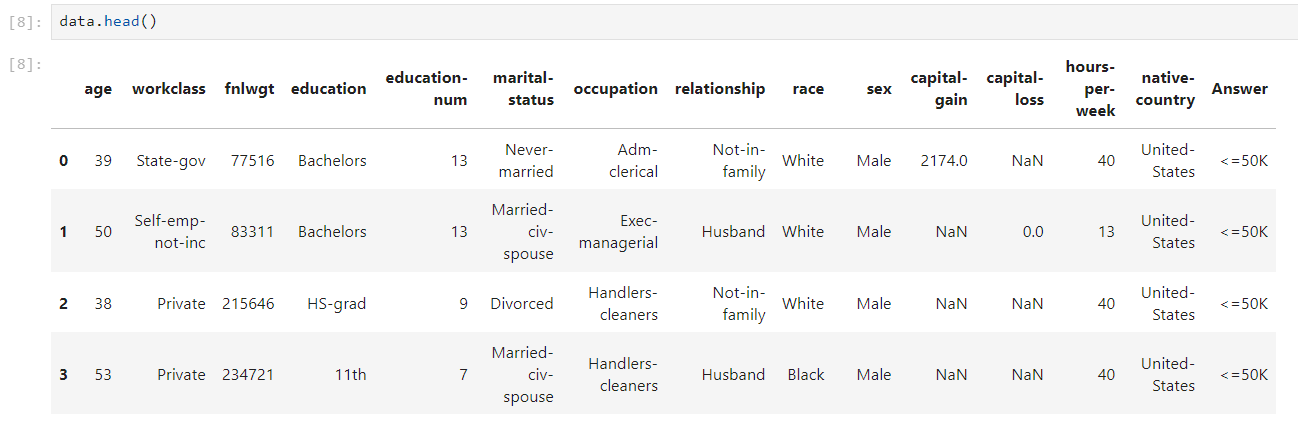 [8]: data.head()
[8]:
age workclass fnlwgt education education-num marital-status occupation relationship race sex capital-gain capital-loss hours-per-week native-country Answer
0 39 State-gov 77516 Bachelors 13 Never-married Adm-clerical Not-in-family White Male 2174.0 NaN 40 United-States <=50K
1 50 Self-emp-not-inc 83311 Bachelors 13 Married-civ-spouse Exec-managerial Husband White Male NaN 0.0 13 United-States <=50K
2 38 Private 215646 HS-grad 9 Divorced Handlers-cleaners Not-in-family White Male NaN NaN 40 United-States <=50K
3 53 Private 234721 11th 7 Married-civ-spouse Handlers-cleaners Husband Black Male NaN NaN 40 United-States <=50K